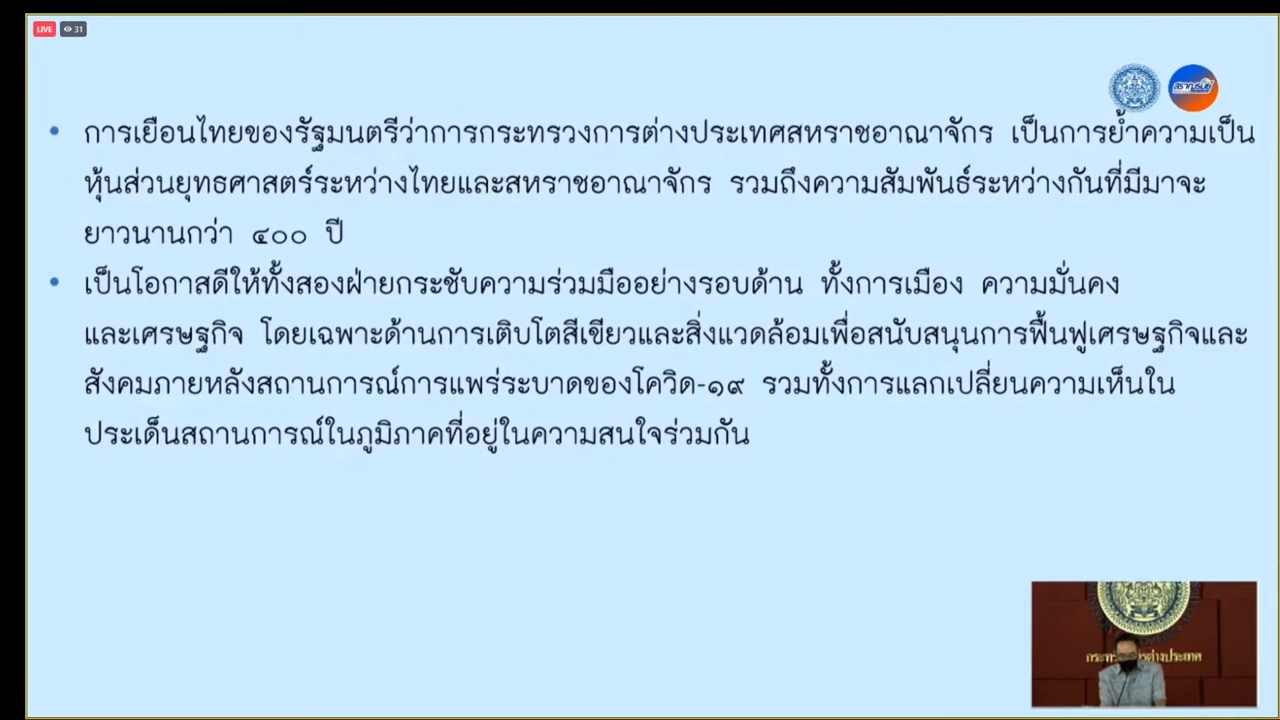 LIVE 31
การเยือนไทยของรัฐมนตรีว่าการกระทรวงการต่างประเทศสหราชอาณาจักร เป็นการย้ำความเป็น
หุ้นส่วนยุทธศาสตร์ระหว่างไทยและสหราชอาณาจักร รวมถึงความสัมพันธ์ระหว่างกันที่มีมาจะ
ยาวนานกว่า ๔๐๐ ปี
เป็นโอกาสดีให้ทั้งสองฝ่ายกระชับความร่วมมืออย่างรอบด้าน ทั้งการเมือง ความมั่นคง
และเศรษฐกิจ โดยเฉพาะด้านการเติบโตสีเขียวและสิ่งแวดล้อมเพื่อสนับสนุนการฟื้นฟูเศรษฐกิจและ
สังคมภายหลังสถานการณ์การแพร่ระบาดของโควิด-๑๙ รวมทั้งการแลกเปลี่ยนความเห็นใน
ประเด็นสถานการณ์ในภูมิภาคที่อยู่ในความสนใจร่วมกัน